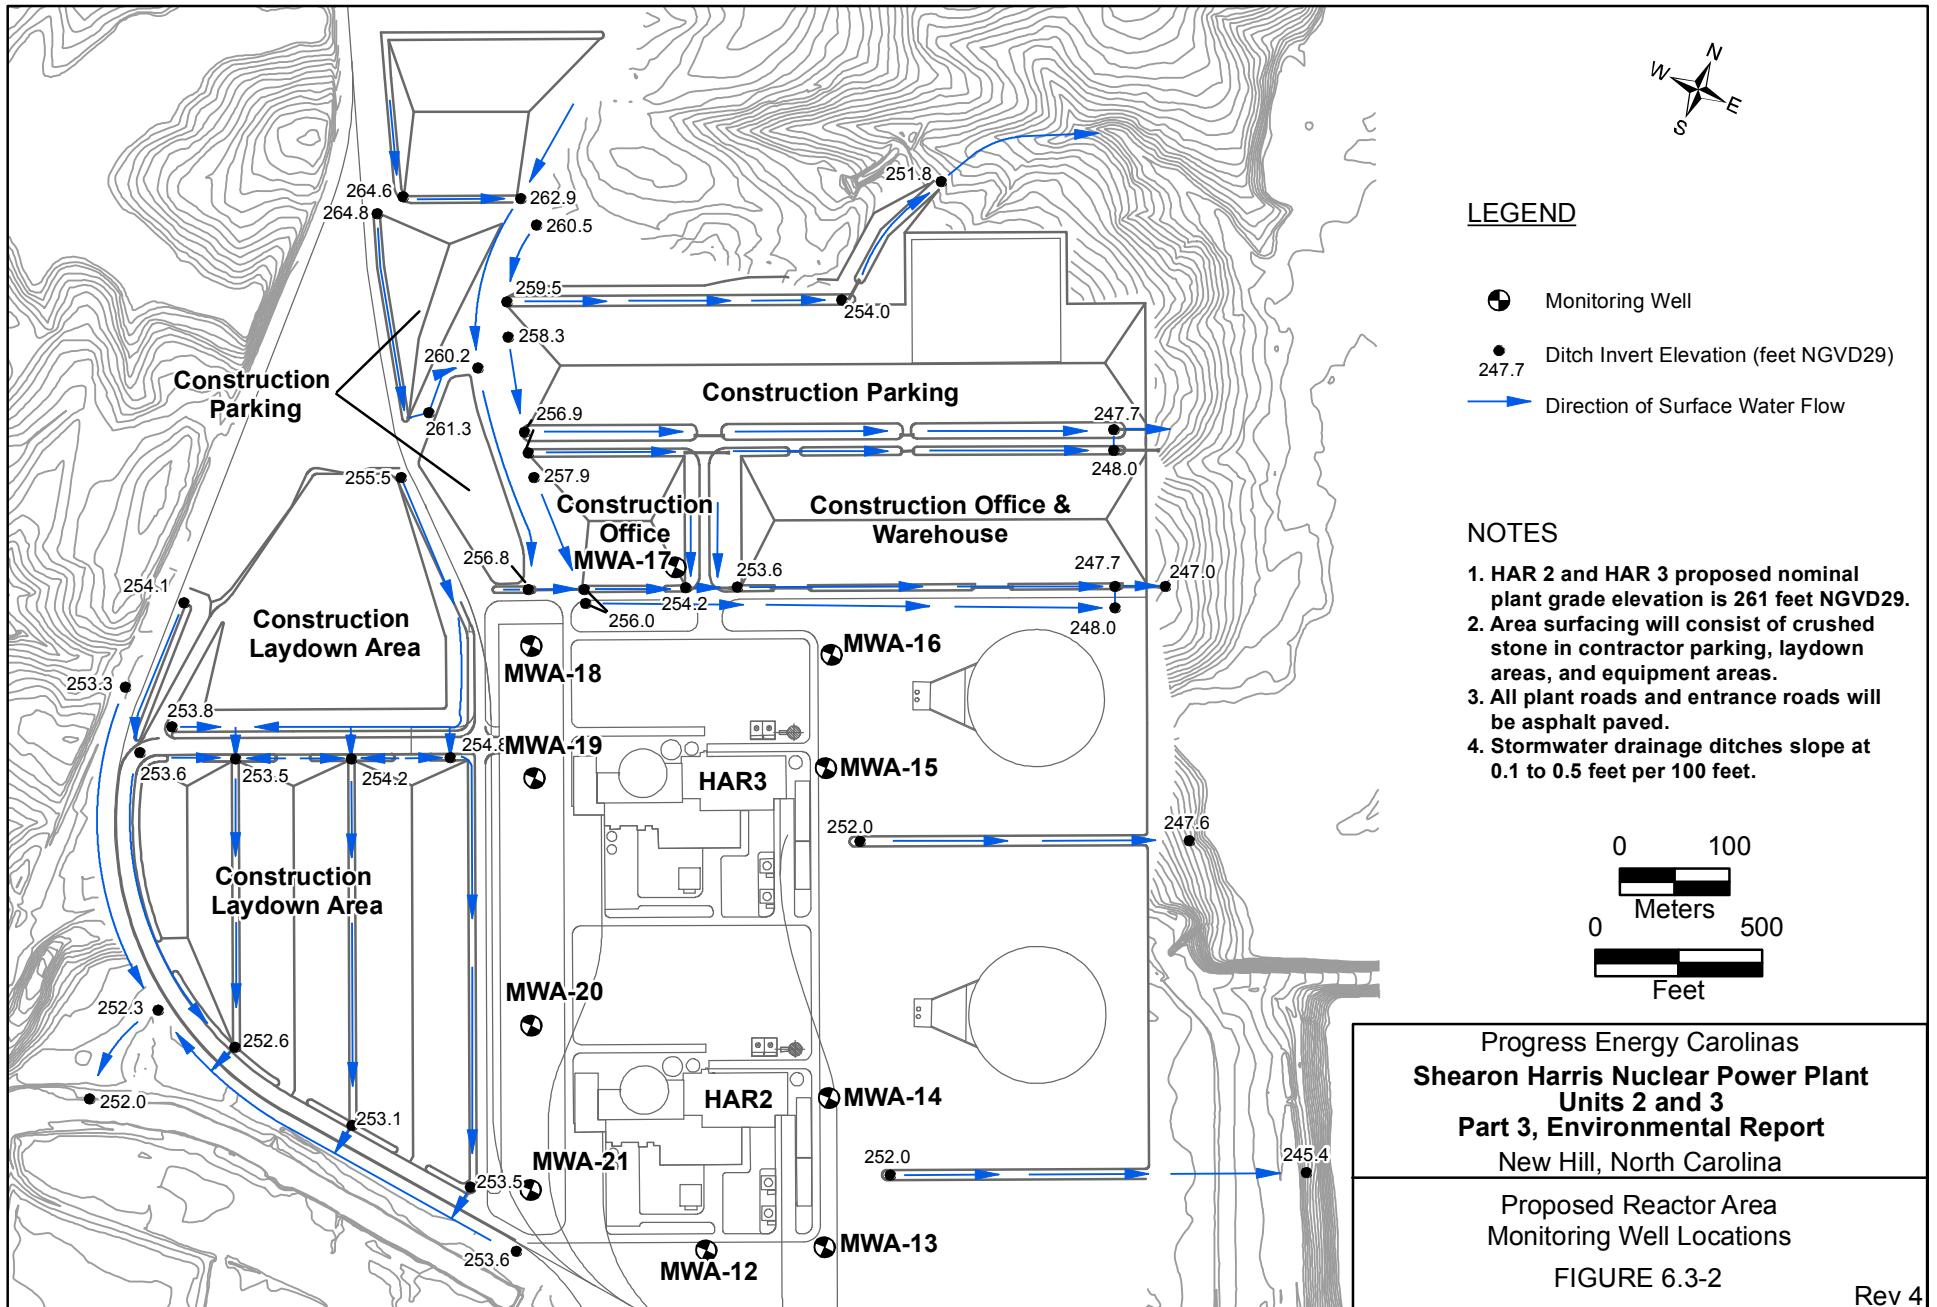 N
W
E
S
264.6
264.8
262.9
260.5
251.8
259.5
254.0
258.3
260.2
Construction
Parking
Construction Parking
261.3
256.9
247.7
248.0
255.5
257.9
Construction
Office
Construction Office &
Warehouse
MWA-17
256.8
253.6
247.7
247.0
254.1
254.2
256.0
248.0
Construction
Laydown Area
MWA-16
MWA-18
253.3
253.8
254.8
MWA-19
253.6
253.5
254.2
MWA-15
HAR3
252.0
247.6
Construction
Laydown Area
MWA-20
252.3
252.6
252.0
253.1
HAR2
MWA-14
MWA-21
253.5
252.0
245.4
253.6
MWA-12
MWA-13
LEGEND
Monitoring Well
Ditch Invert Elevation (feet NGVD29)
247.7
Direction of Surface Water Flow
NOTES
1. HAR 2 and HAR 3 proposed nominal
plant grade elevation is 261 feet NGVD29.
2. Area surfacing will consist of crushed
stone in contractor parking, laydown
areas, and equipment areas.
3. All plant roads and entrance roads will
be asphalt paved.
4. Stormwater drainage ditches slope at
0.1 to 0.5 feet per 100 feet.
0 100
Meters
0 500
Feet
Progress Energy Carolinas
Shearon Harris Nuclear Power Plant
Units 2 and 3
Part 3, Environmental Report
New Hill, North Carolina
Proposed Reactor Area
Monitoring Well Locations
FIGURE 6.3-2
Rev 4